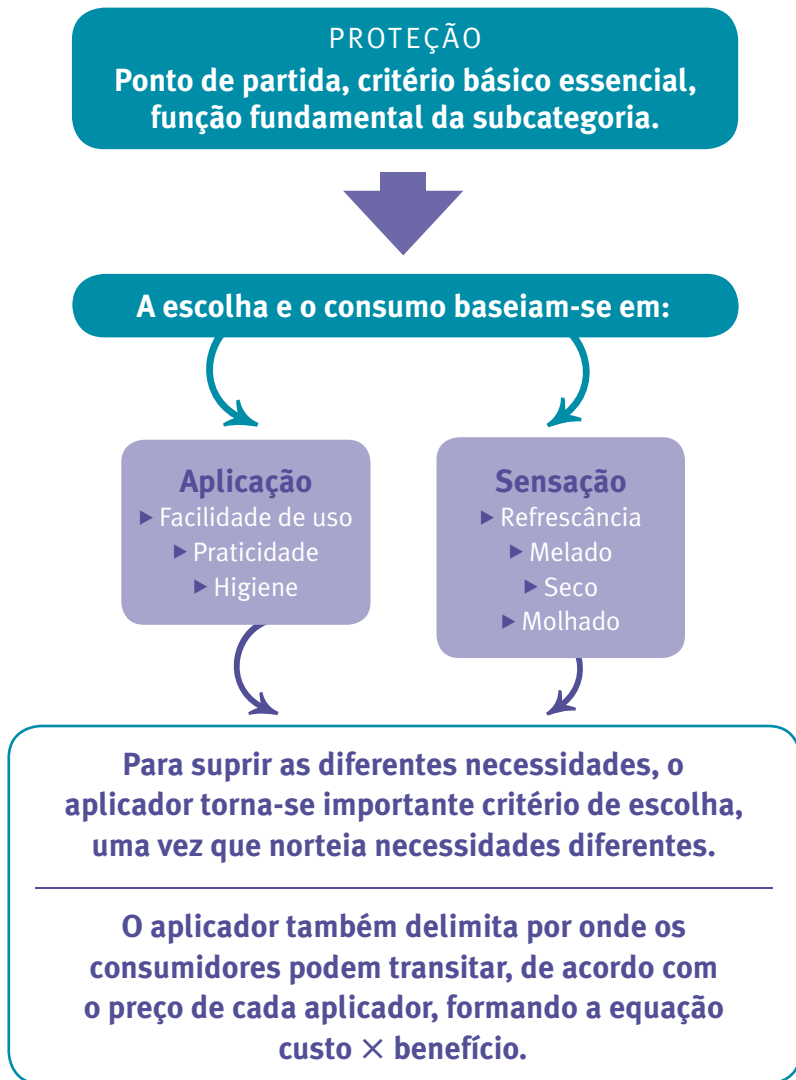 PROTEÇÃO
Ponto de partida, critério básico essencial,
função fundamental da subcategoria.
A escolha e o consumo baseiam-se em:
Aplicação
▶ Facilidade de uso
▶ Praticidade
▶ Higiene
Sensação
▶ Refrescância
▶ Melado
▶ Seco
▶ Molhado
Para suprir as diferentes necessidades, o
aplicador torna-se importante critério de escolha,
uma vez que norteia necessidades diferentes.
O aplicador também delimita por onde os
consumidores podem transitar, de acordo com
o preço de cada aplicador, formando a equação
custo × benefício.